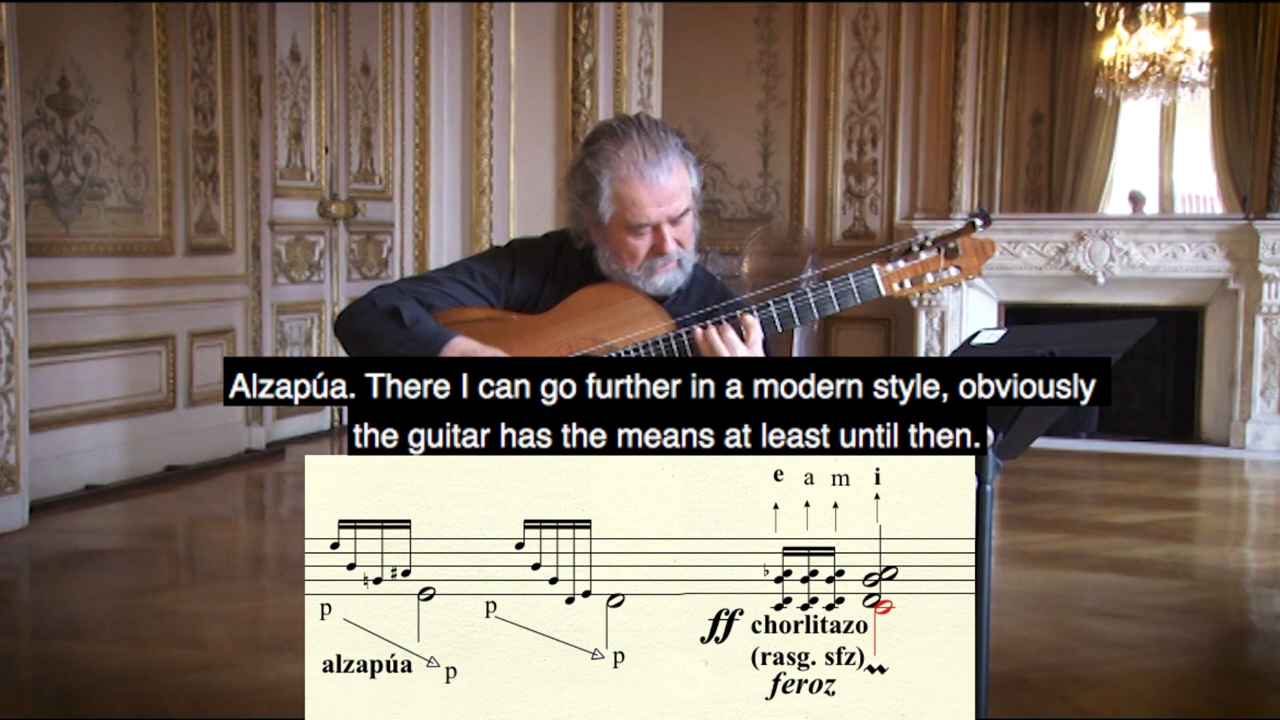 Alzapúa. There I can go further in a modern style, obviously
the guitar has the means at least until then.
e a m i
p
p
ff chorlitazo
alzapúa
p
p
(rasg. sfz)
feroz